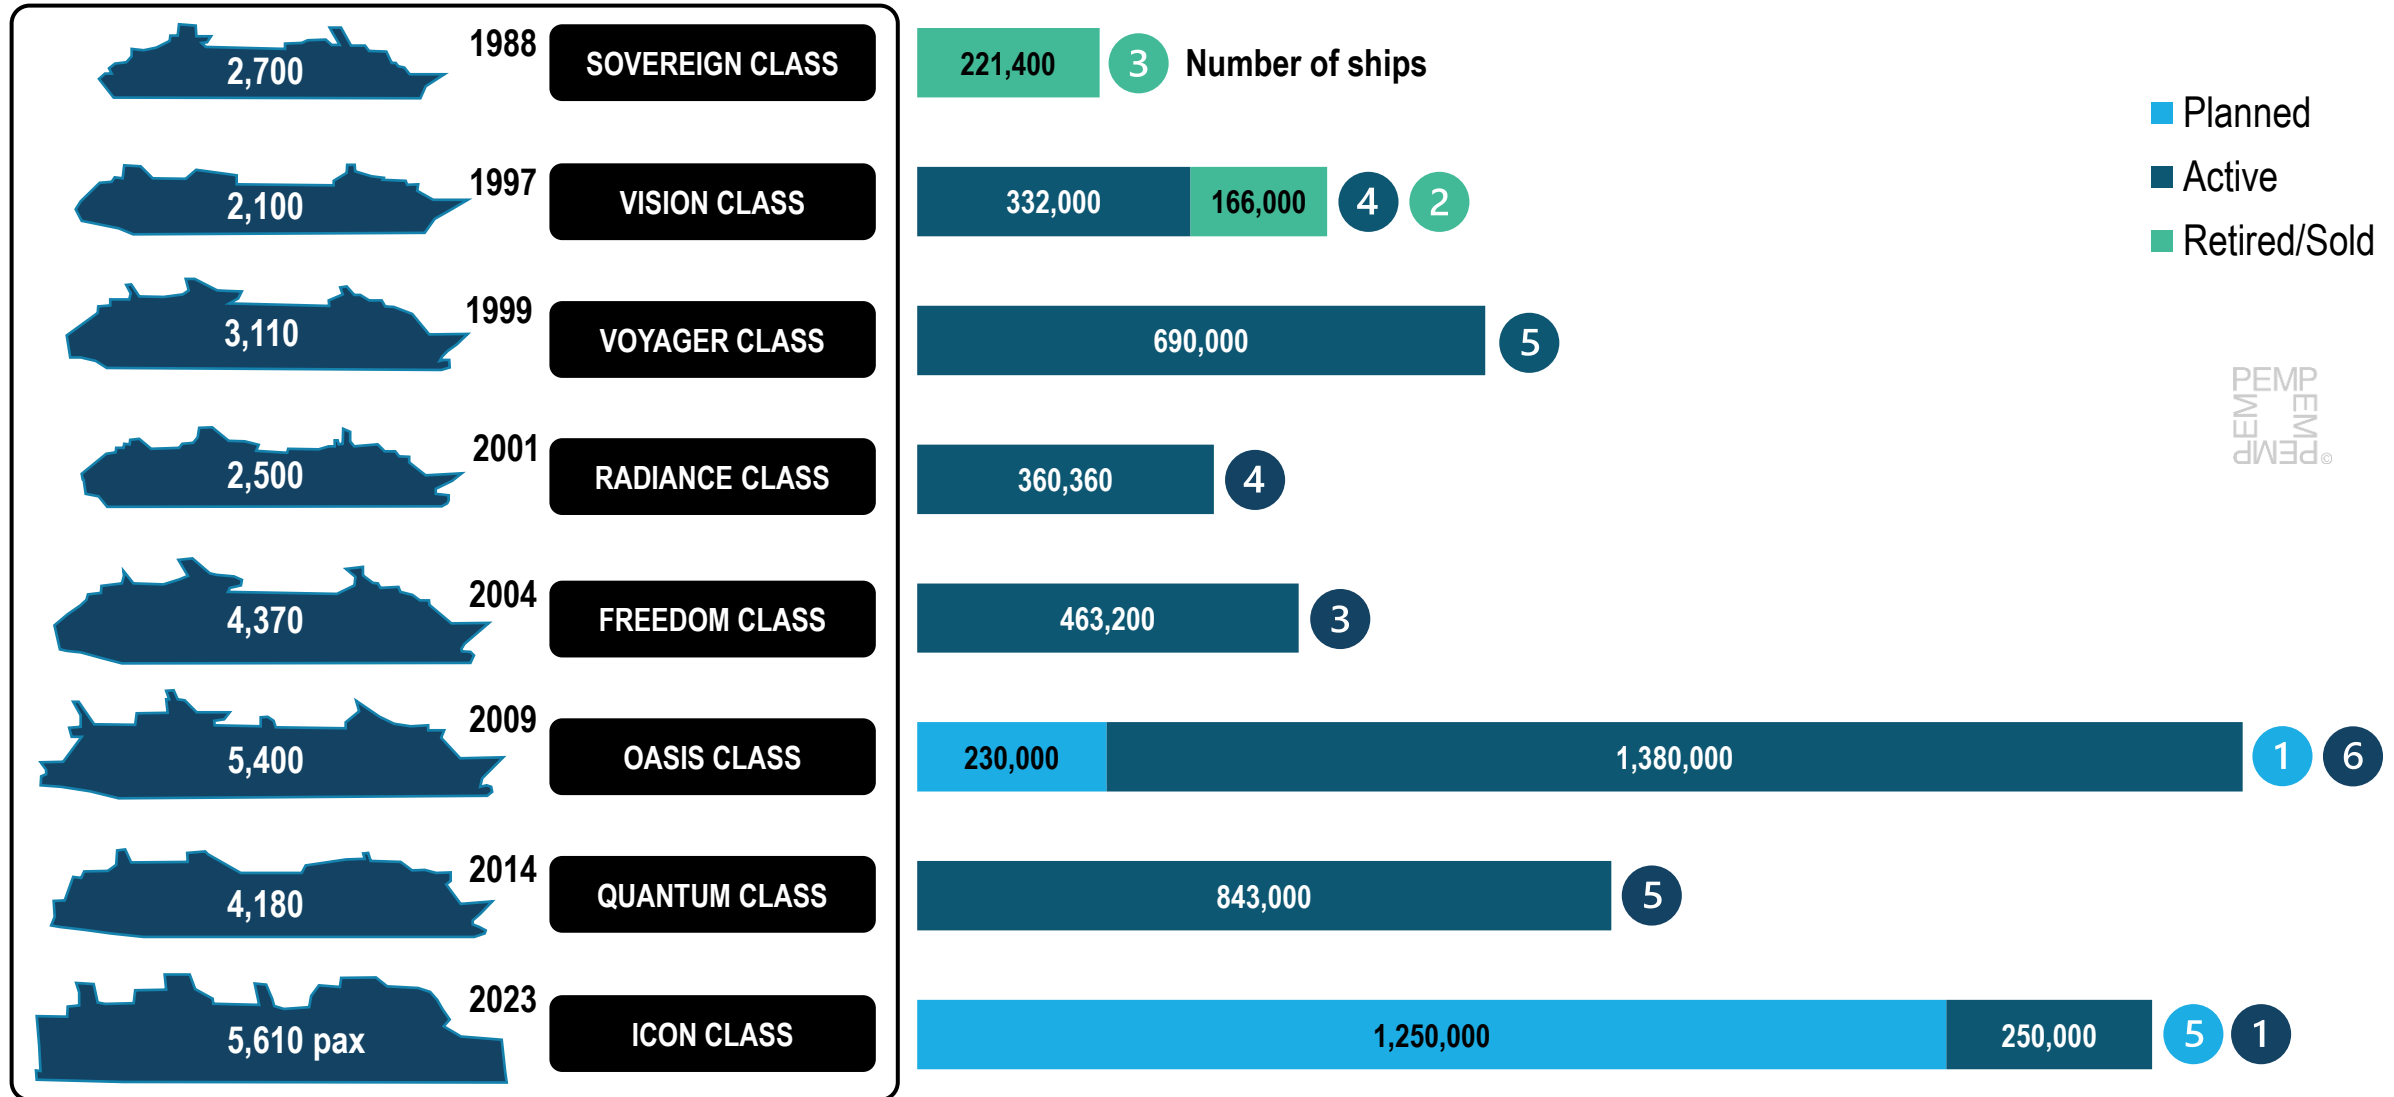 2,700
1988
SOVEREIGN CLASS
221,400
3
Number of ships
Planned
Active
Retired/Sold
2,100
1997
VISION CLASS
332,000
166,000
4
2
3,110
1999
VOYAGER CLASS
690,000
5
PEMP
PEMP
PEMP
PEMP©
2,500
2001
RADIANCE CLASS
360,360
4
4,370
2004
FREEDOM CLASS
463,200
3
5,400
2009
OASIS CLASS
230,000
1,380,000
1
6
4,180
2014
QUANTUM CLASS
843,000
5
5,610 pax
2023
ICON CLASS
1,250,000
250,000
5
1